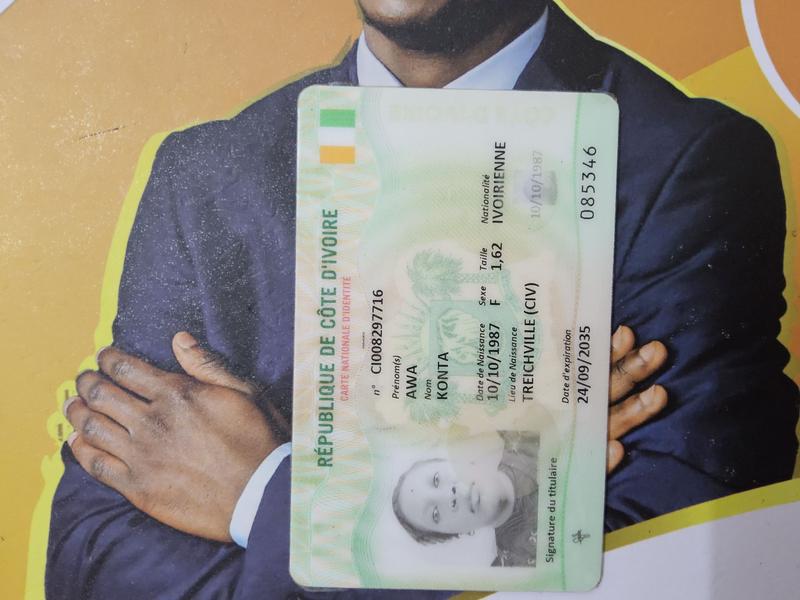 RÉPUBLIQUE DE CÔTE D'IVOIRE
CARTE NATIONALE D'IDENTITÉ
n° CI008297716
Prénom(s)
AWA
Nom
KONTA
Date de Naissance Sexe Taille Nationalité
10/10/1987 F 1,62 IVOIRIENNE
Lieu de Naissance
TREICHVILLE (CIV)
10/10/1987
Signature du titulaire
Date d'expiration
24/09/2035
085346